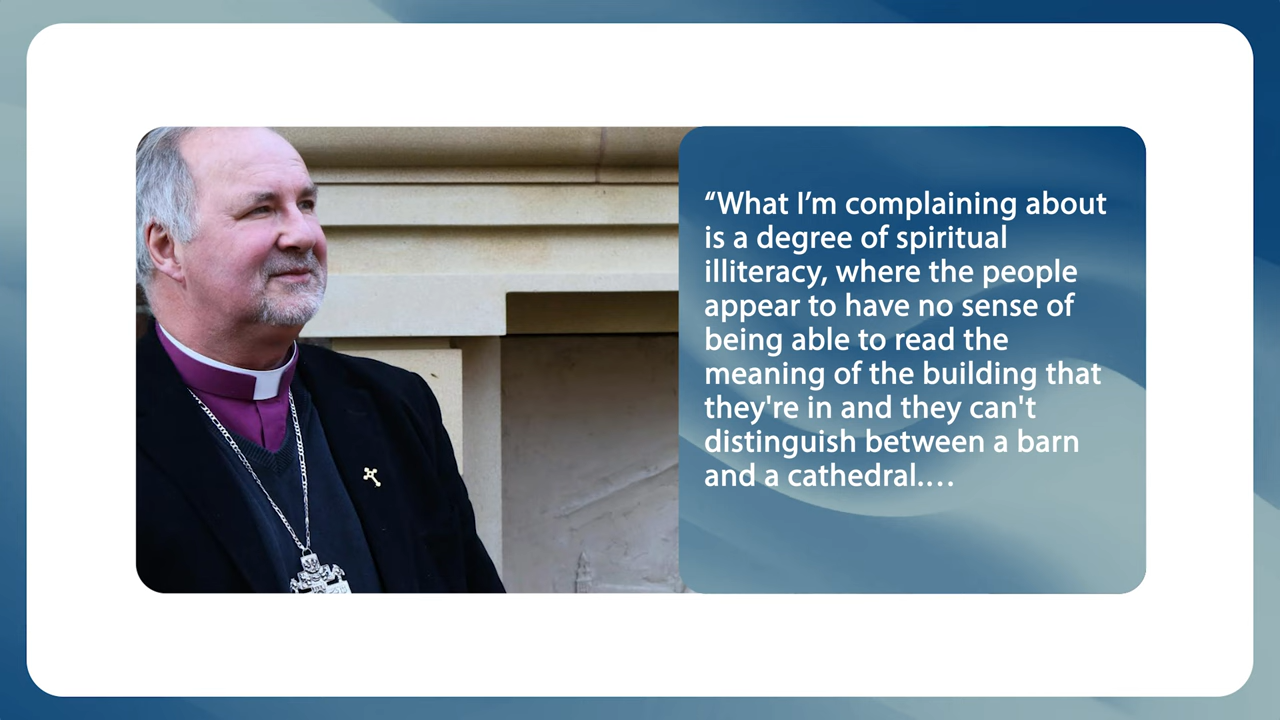 “What I’m complaining about
is a degree of spiritual
illiteracy, where the people
appear to have no sense of
being able to read the
meaning of the building that
they're in and they can't
distinguish between a barn
and a cathedral.…